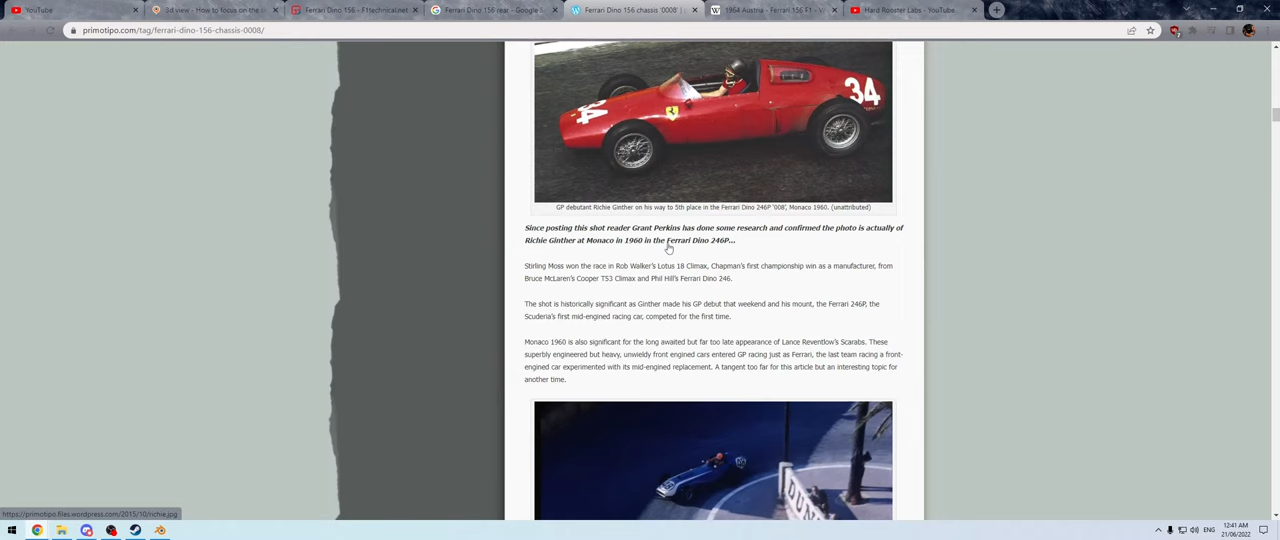 YouTube
3d view - How to focus on the s
Ferrari Dino 156 - F1technical.net
Ferrari Dino 156 rear - Google S
Ferrari Dino 156 chassis '0008' | p
1964 Austria - Ferrari 156 F1 - W
Hard Rooster Labs - YouTube
primotipo.com/tag/ferrari-dino-156-chassis-0008/
34
34
GP debutant Richie Ginther on his way to 5th place in the Ferrari Dino 246P '008', Monaco 1960. (unattributed)
Since posting this shot reader Grant Perkins has done some research and confirmed the photo is actually of
Richie Ginther at Monaco in 1960 in the Ferrari Dino 246P...
Stirling Moss won the race in Rob Walker's Lotus 18 Climax, Chapman's first championship win as a manufacturer, from
Bruce McLaren's Cooper T53 Climax and Phil Hill's Ferrari Dino 246.
The shot is historically significant as Ginther made his GP debut that weekend and his mount, the Ferrari 246P, the
Scuderia's first mid-engined racing car, competed for the first time.
Monaco 1960 is also significant for the long awaited but far too late appearance of Lance Reventlow's Scarabs. These
superbly engineered but heavy, unwieldy front engined cars entered GP racing just as Ferrari, the last team racing a front-
engined car experimented with its mid-engined replacement. A tangent too far for this article but an interesting topic for
another time.
https://primotipo.files.wordpress.com/2015/10/richie.jpg
ENG
12:41 AM
21/06/2022